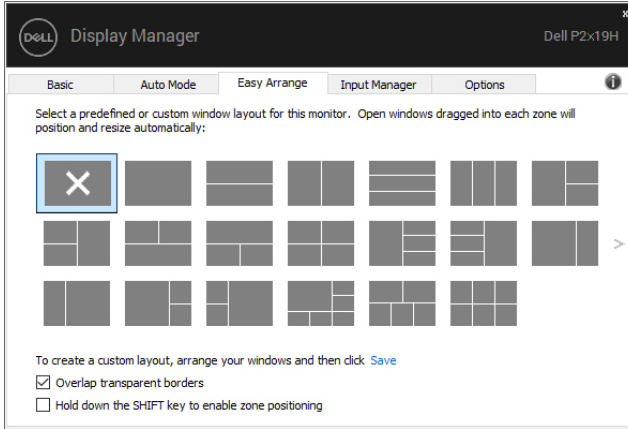 x
DELL Display Manager Dell P2x19H
Basic Auto Mode Easy Arrange Input Manager Options i
Select a predefined or custom window layout for this monitor. Open windows dragged into each zone will
position and resize automatically:
>
To create a custom layout, arrange your windows and then click Save
Overlap transparent borders
Hold down the SHIFT key to enable zone positioning